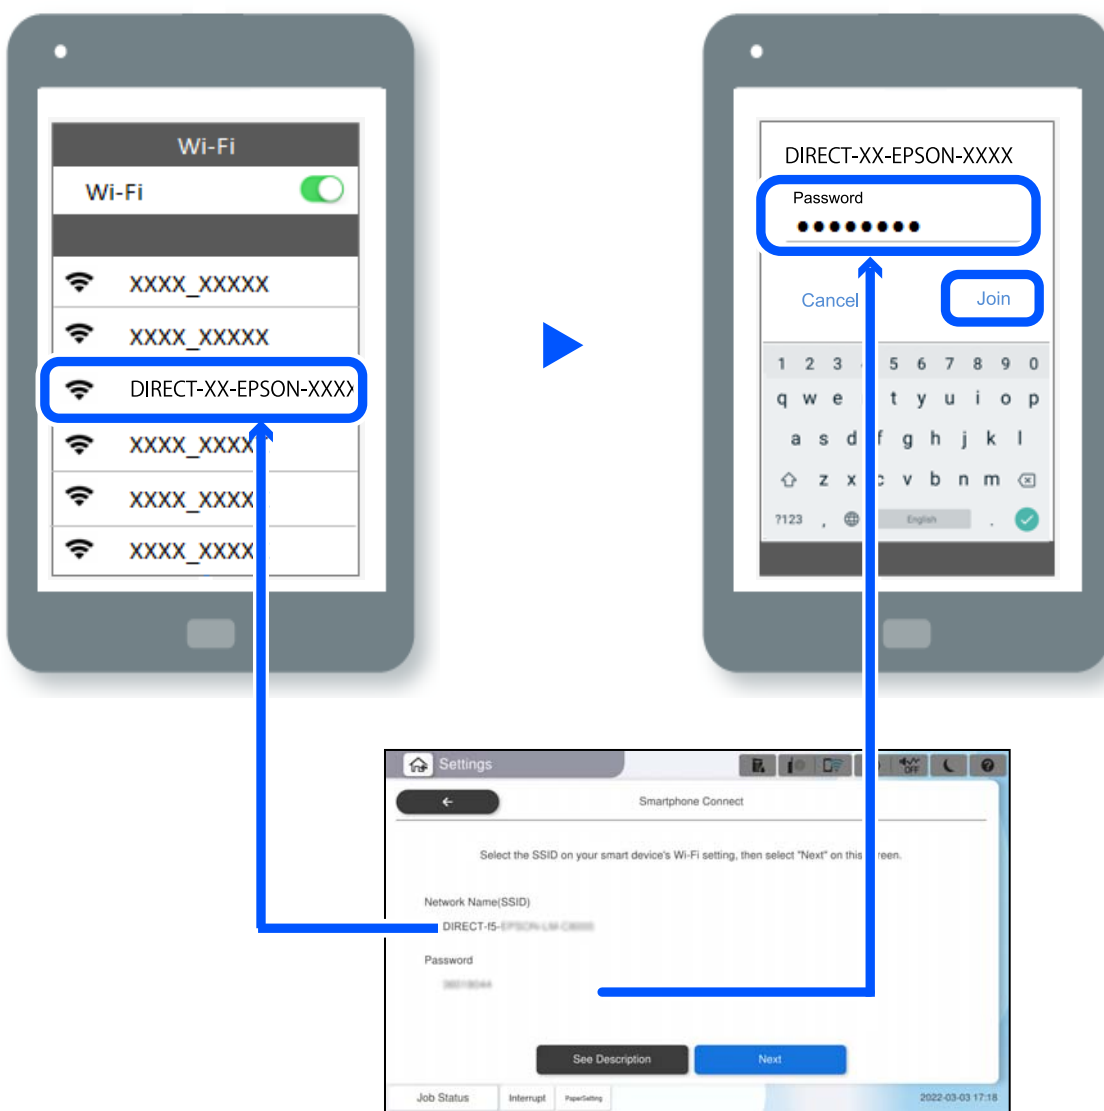 Wi-Fi
Wi-Fi
XXXX_XXXXX
XXXX_XXXXX
DIRECT-XX-EPSON-XXXX
XXXX_XXXX
XXXX_XXXX
XXXX_XXXX
DIRECT-XX-EPSON-XXXX
Password
Cancel
Join
1 2 3 5 6 7 8 9 0
q w e t y u i o p
a s d f g h j k l
z x c v b n m
?123 , English .
Settings
OFF
Smartphone Connect
Select the SSID on your smart device's Wi-Fi setting, then select "Next" on this screen.
Network Name(SSID)
DIRECT-f5-
Password
See Description
Next
Job Status
Interrupt
PaperSetting
2022-03-03 17:18